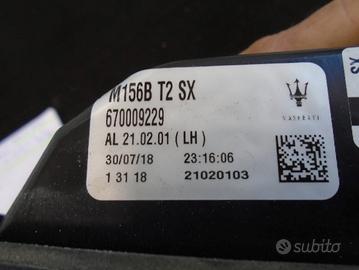 M156B T2 SX
670009229
MASERATI
AL 21.02.01 ( LH )
30/07/18 23:16:06
1 31 18 21020103
subito